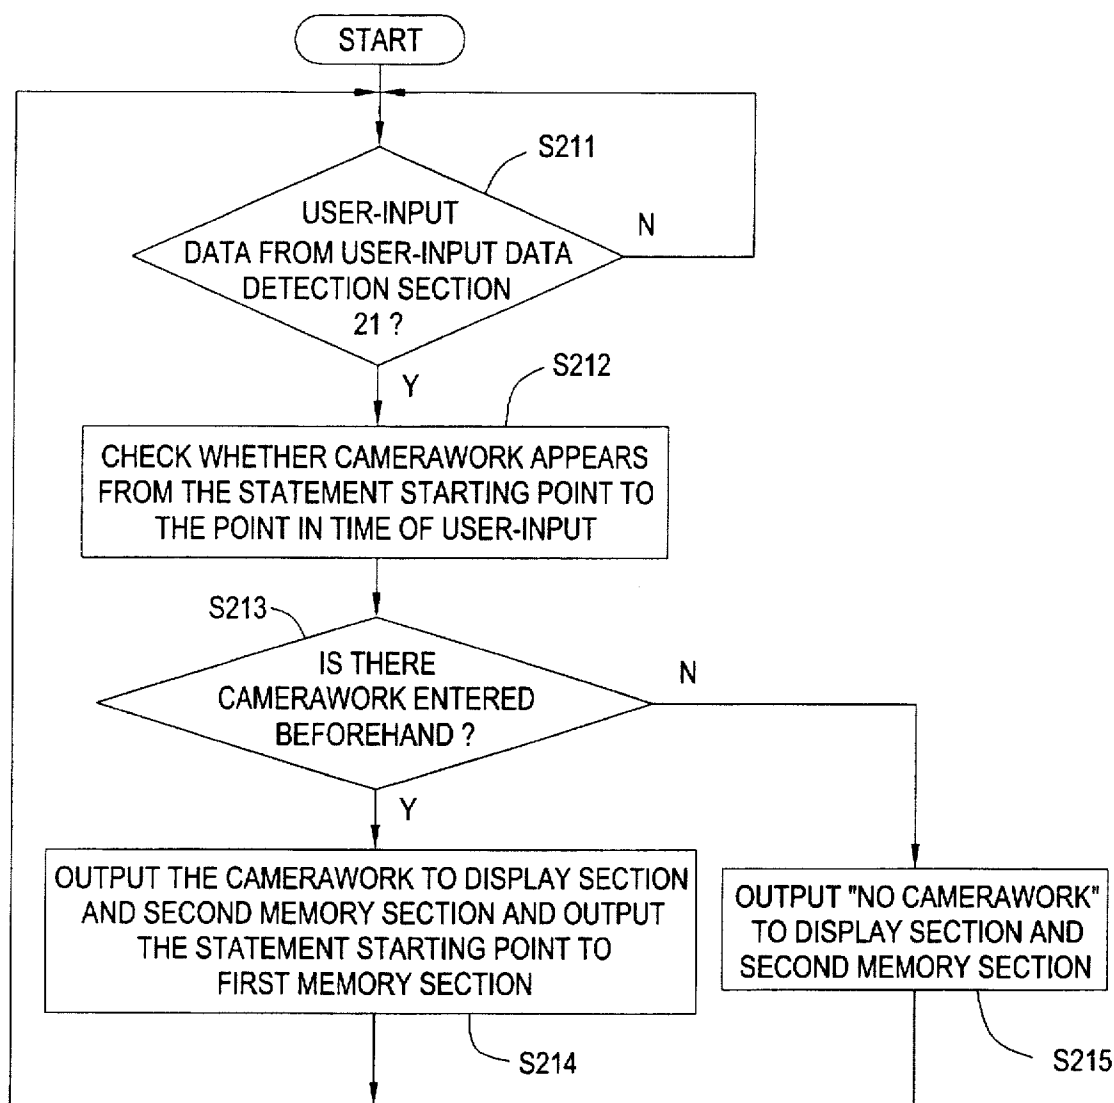 START
S211
USER-INPUT
DATA FROM USER-INPUT DATA
DETECTION SECTION
21 ?
N
Y
S212
CHECK WHETHER CAMERAWORK APPEARS
FROM THE STATEMENT STARTING POINT TO
THE POINT IN TIME OF USER-INPUT
S213
IS THERE
CAMERAWORK ENTERED
BEFOREHAND ?
N
Y
OUTPUT THE CAMERAWORK TO DISPLAY SECTION
AND SECOND MEMORY SECTION AND OUTPUT
THE STATEMENT STARTING POINT TO
FIRST MEMORY SECTION
S214
OUTPUT "NO CAMERAWORK"
TO DISPLAY SECTION AND
SECOND MEMORY SECTION
S215